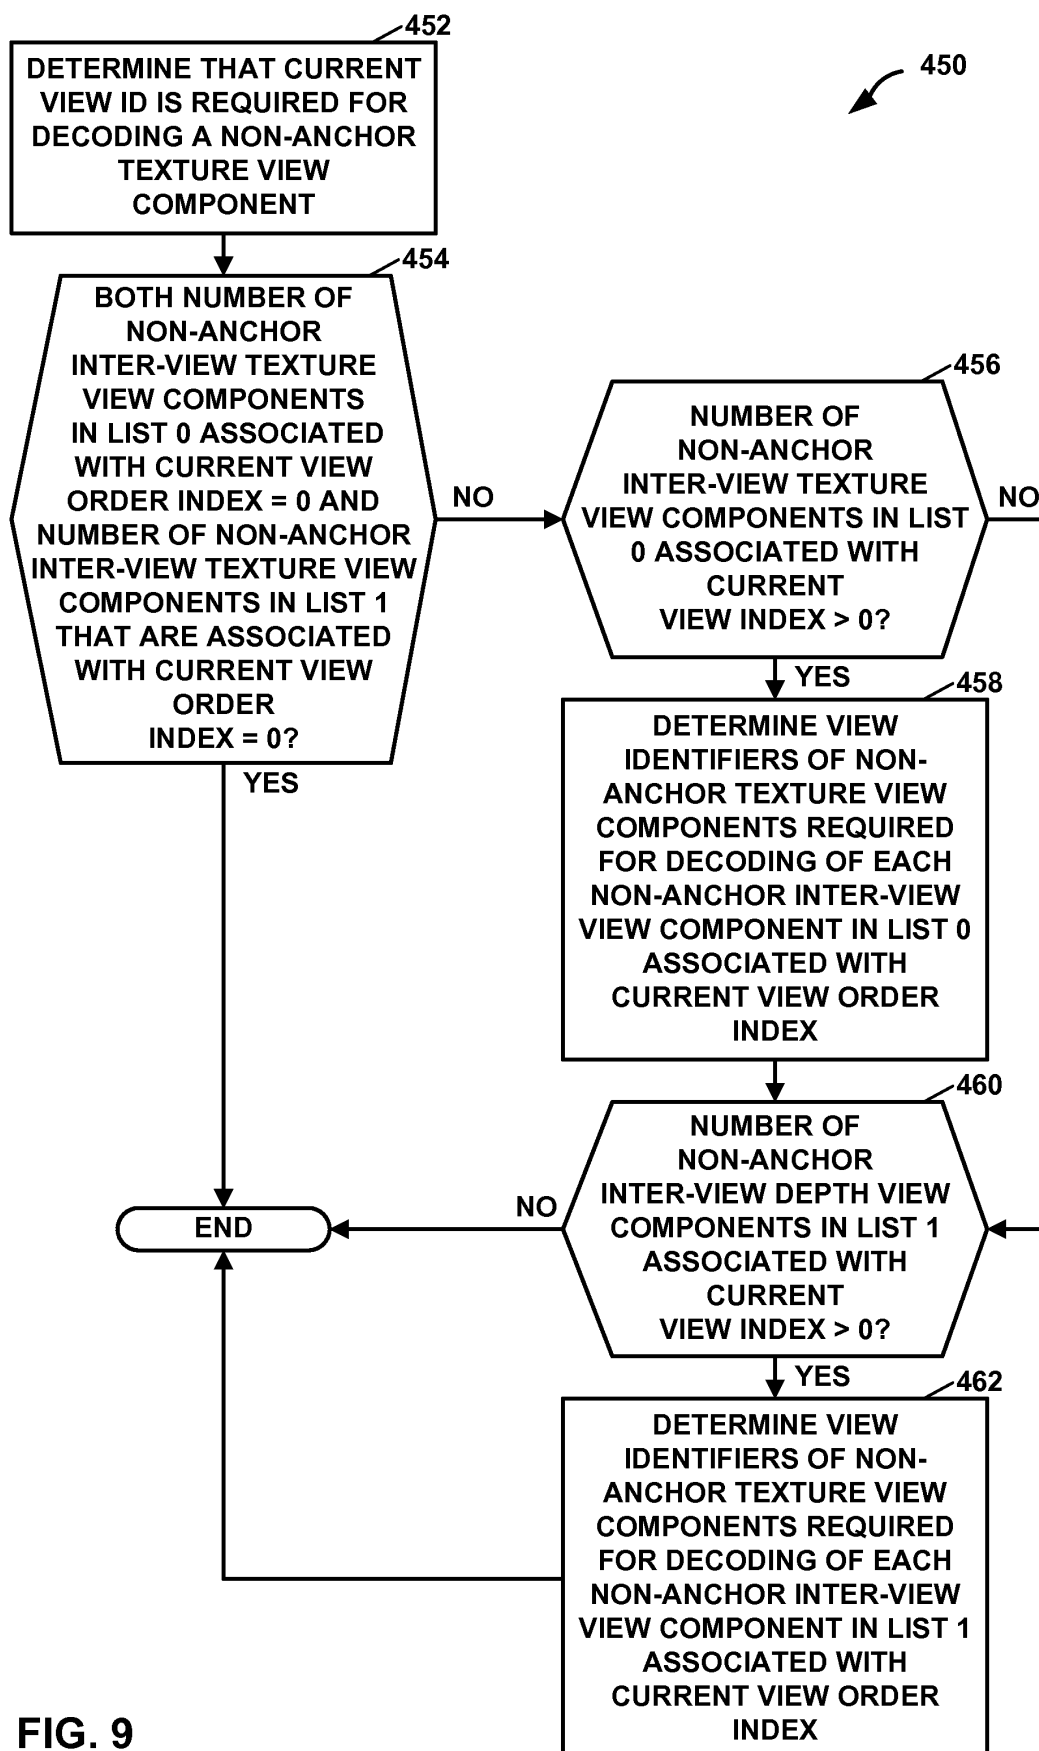 452
DETERMINE THAT CURRENT
VIEW ID IS REQUIRED FOR
DECODING A NON-ANCHOR
TEXTURE VIEW
COMPONENT
450
454
BOTH NUMBER OF
NON-ANCHOR
INTER-VIEW TEXTURE
VIEW COMPONENTS
IN LIST 0 ASSOCIATED
WITH CURRENT VIEW
ORDER INDEX = 0 AND
NUMBER OF NON-ANCHOR
INTER-VIEW TEXTURE VIEW
COMPONENTS IN LIST 1
THAT ARE ASSOCIATED
WITH CURRENT VIEW
ORDER
INDEX = 0?
NO
YES
456
NUMBER OF
NON-ANCHOR
INTER-VIEW TEXTURE
VIEW COMPONENTS IN LIST
0 ASSOCIATED WITH
CURRENT
VIEW INDEX > 0?
NO
YES
458
DETERMINE VIEW
IDENTIFIERS OF NON-
ANCHOR TEXTURE VIEW
COMPONENTS REQUIRED
FOR DECODING OF EACH
NON-ANCHOR INTER-VIEW
VIEW COMPONENT IN LIST 0
ASSOCIATED WITH
CURRENT VIEW ORDER
INDEX
460
NUMBER OF
NON-ANCHOR
INTER-VIEW DEPTH VIEW
COMPONENTS IN LIST 1
ASSOCIATED WITH
CURRENT
VIEW INDEX > 0?
NO
END
YES
462
DETERMINE VIEW
IDENTIFIERS OF NON-
ANCHOR TEXTURE VIEW
COMPONENTS REQUIRED
FOR DECODING OF EACH
NON-ANCHOR INTER-VIEW
VIEW COMPONENT IN LIST 1
ASSOCIATED WITH
CURRENT VIEW ORDER
INDEX
FIG. 9